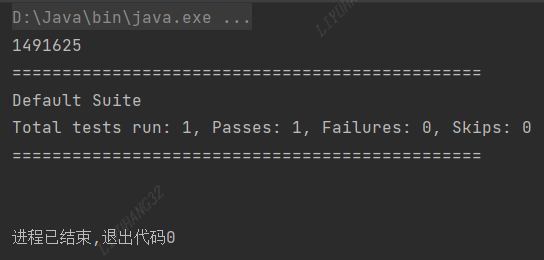 D:\Java\bin\java.exe ...
1491625
===============================================
Default Suite
Total tests run: 1, Passes: 1, Failures: 0, Skips: 0
===============================================
进程已结束,退出代码0